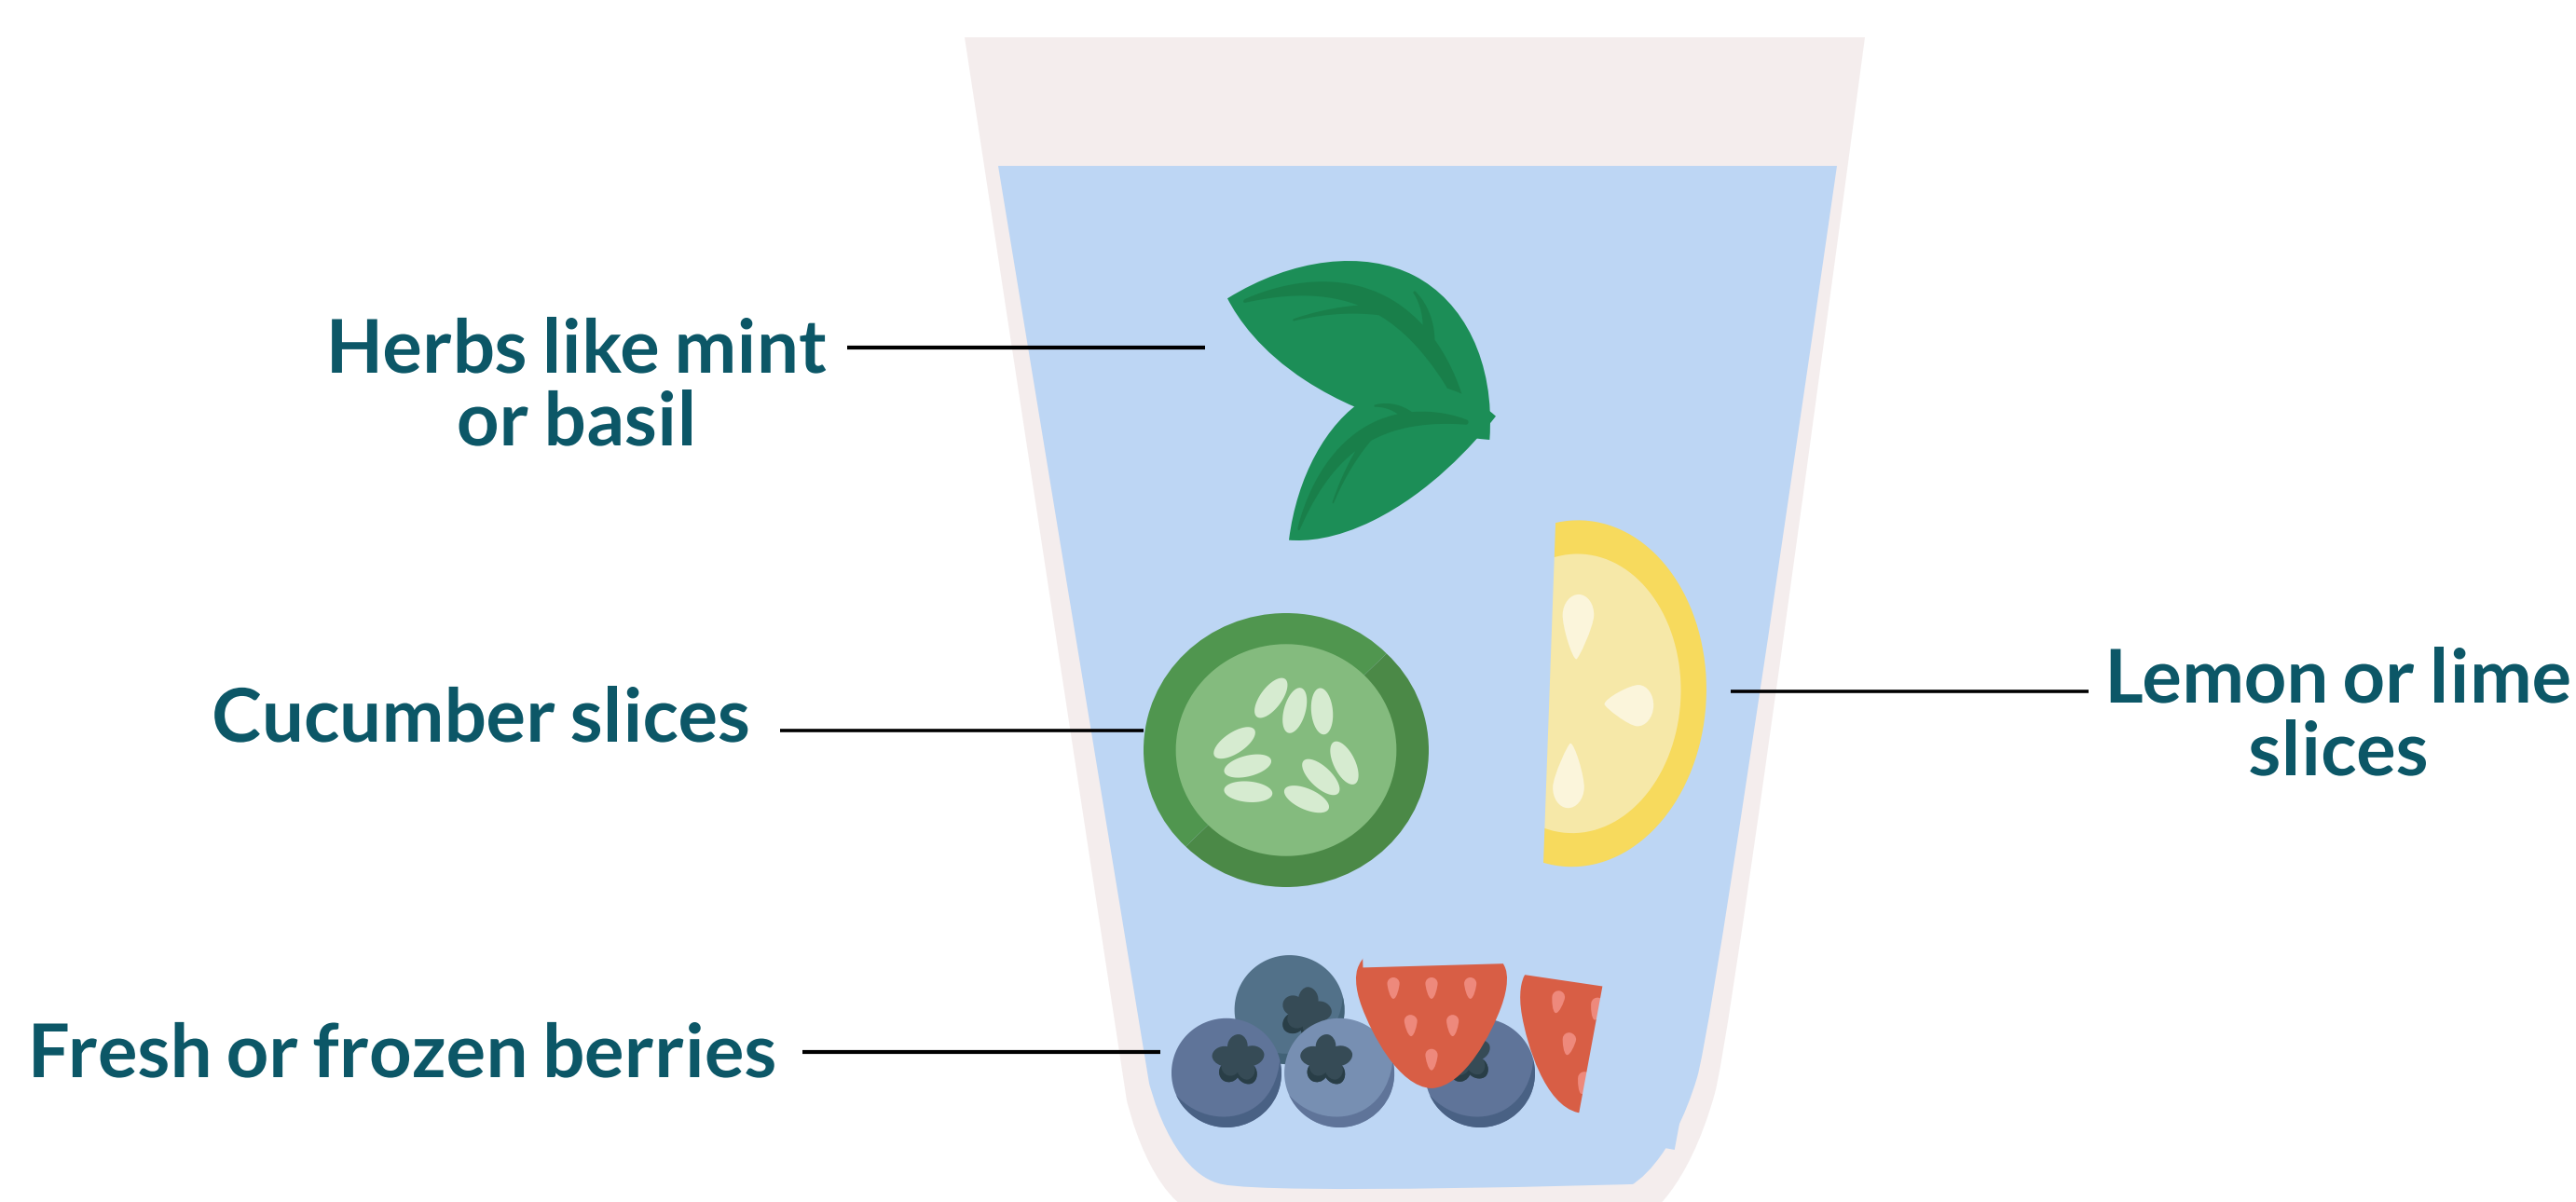 Herbs like mint
or basil
Cucumber slices
Lemon or lime
slices
Fresh or frozen berries